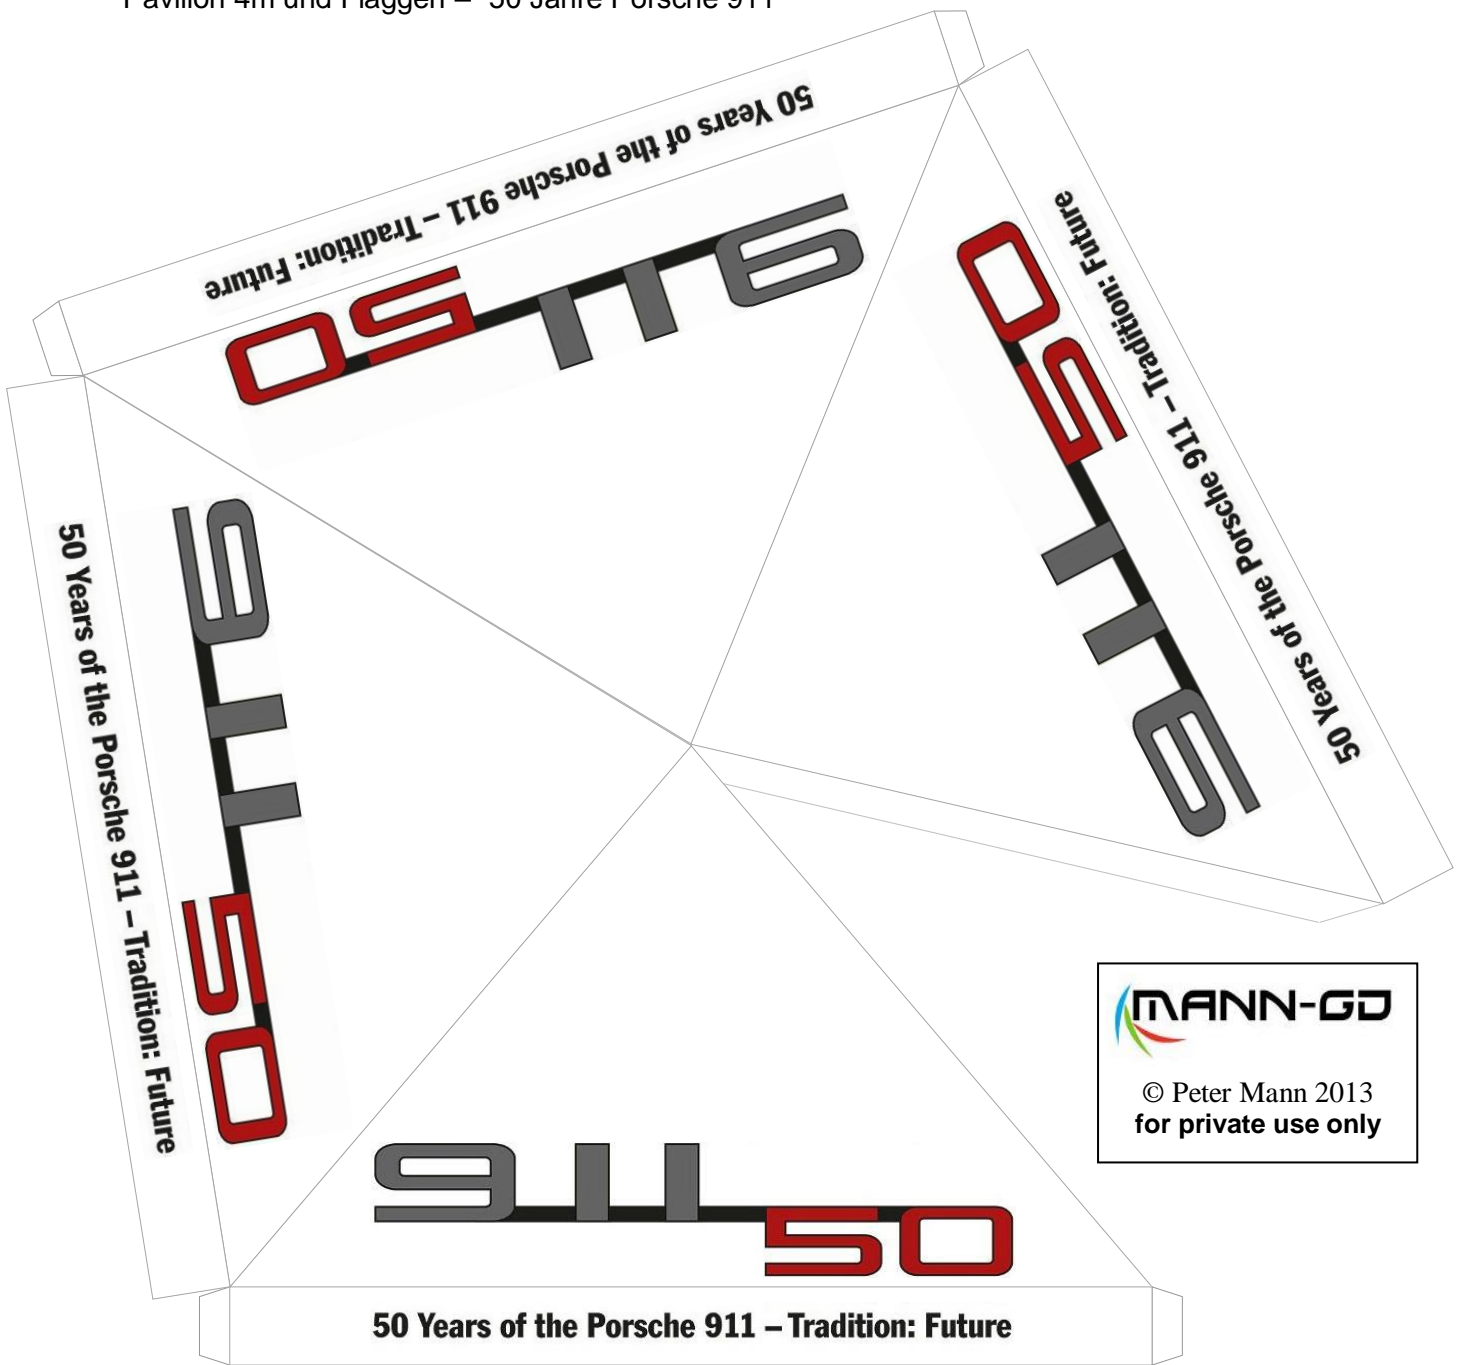 Pavillon 4m und Flaggen – 50 Jahre Porsche 911
50 Years of the Porsche 911 – Tradition: Future
911 50
50 Years of the Porsche 911 – Tradition: Future
911 50
50 Years of the Porsche 911 – Tradition: Future
911 50
MANN-GD
© Peter Mann 2013
for private use only
911 50
50 Years of the Porsche 911 – Tradition: Future